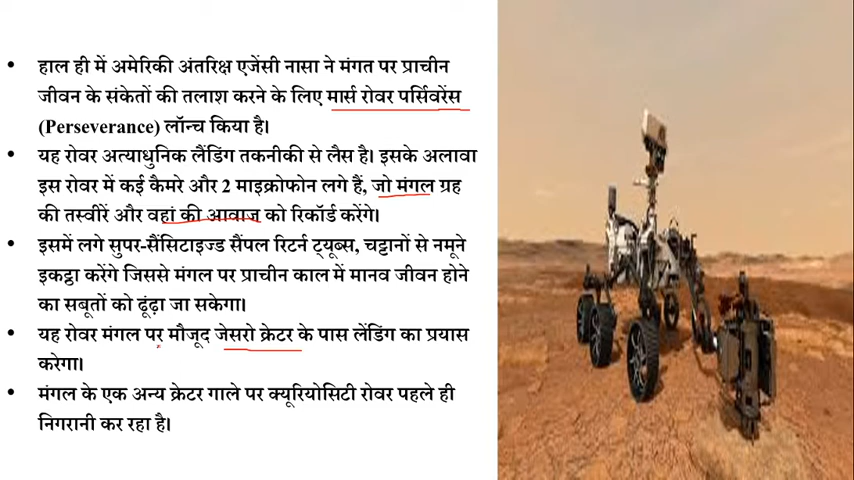 • हाल ही में अमेरिकी अंतरिक्ष एजेंसी नासा ने मंगत पर प्राचीन
जीवन के संकेतों की तलाश करने के लिए मार्स रोवर पर्सिवरेंस
(Perseverance) लॉन्च किया है।
• यह रोवर अत्याधुनिक लैंडिंग तकनीकी से लैस है। इसके अलावा
इस रोवर में कई कैमरे और 2 माइक्रोफोन लगे हैं, जो मंगल ग्रह
की तस्वीरें और वहां की आवाज को रिकॉर्ड करेंगे।
• इसमें लगे सुपर-सैंसिटाइज्ड सैंपल रिटर्न ट्यूब्स, चट्टानों से नमूने
इकट्ठा करेंगे जिससे मंगल पर प्राचीन काल में मानव जीवन होने
का सबूतों को ढूंढ़ा जा सकेगा।
• यह रोवर मंगल पर मौजूद जेसरो क्रेटर के पास लेंडिंग का प्रयास
करेगा।
• मंगल के एक अन्य क्रेटर गाले पर क्यूरियोसिटी रोवर पहले ही
निगरानी कर रहा है।